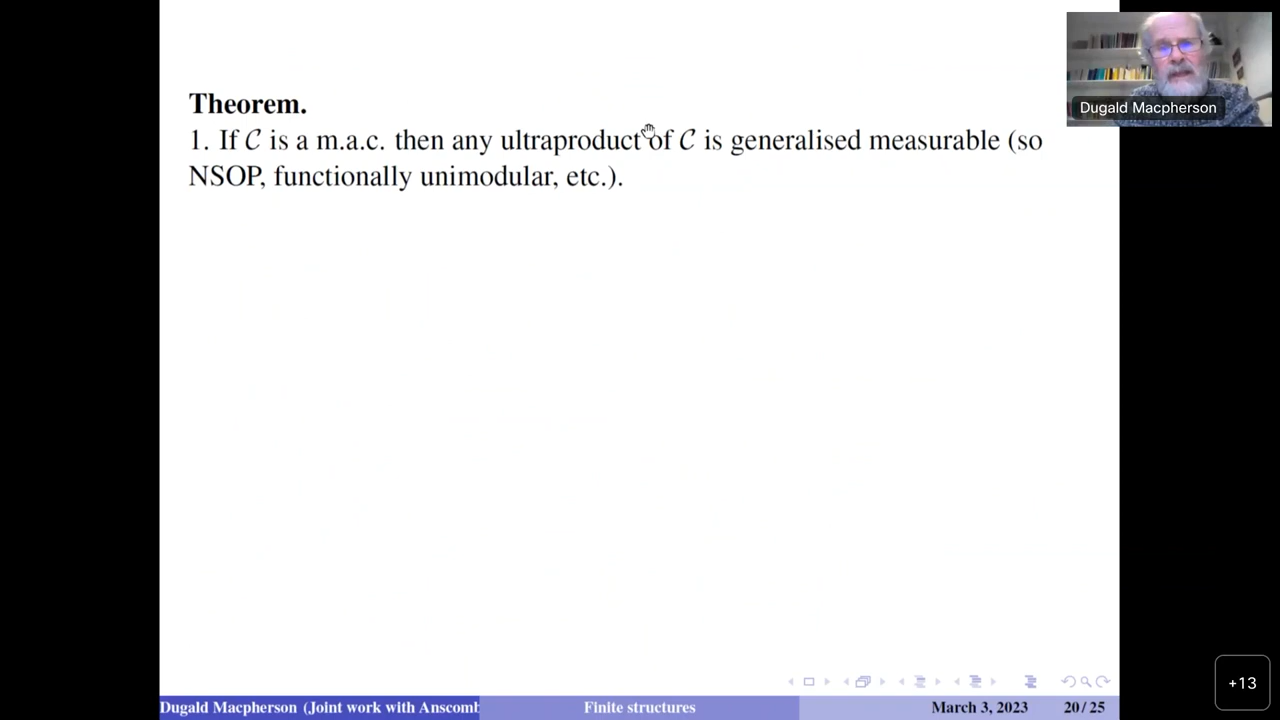 Dugald Macpherson
Theorem.
1. If 𝒞 is a m.a.c. then any ultraproduct of 𝒞 is generalised measurable (so
NSOP, functionally unimodular, etc.).
+13
Dugald Macpherson (Joint work with Anscomb
Finite structures
March 3, 2023
20 / 25